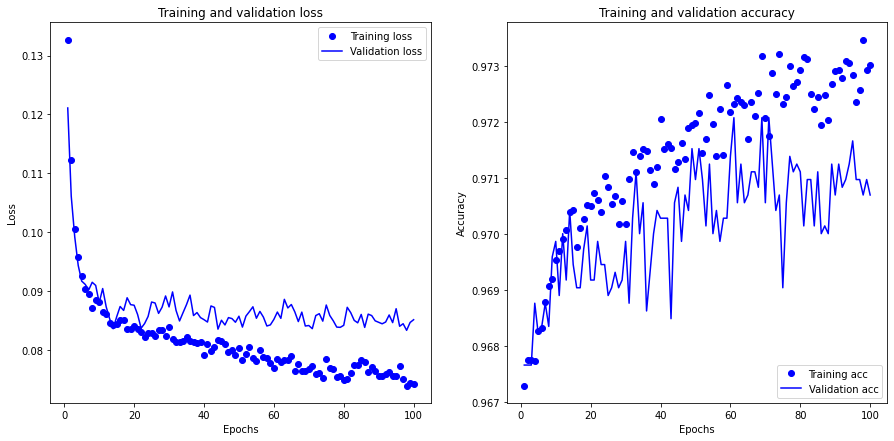 Training and validation loss
Training loss
Validation loss
Loss
0.13
0.12
0.11
0.10
0.09
0.08
0
20
40
60
80
100
Epochs
Training and validation accuracy
Accuracy
0.973
0.972
0.971
0.970
0.969
0.968
0.967
Training acc
Validation acc
0
20
40
60
80
100
Epochs